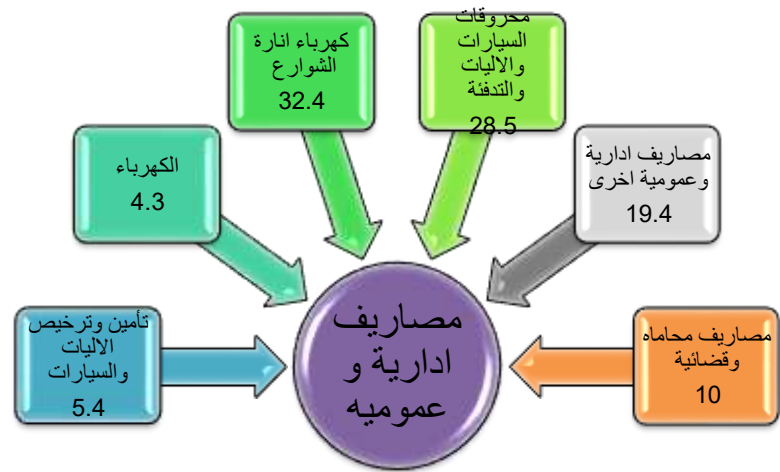 محروقات
السيارات
والاليات
والتدفئة
28.5
كهرباء انارة
الشوارع
32.4
مصاريف ادارية
وعمومية اخرى
19.4
الكهرباء
4.3
مصاريف محاماه
وقضائية
10
تأمين وترخيص
الاليات
والسيارات
5.4
مصاريف
ادارية و
عموميه